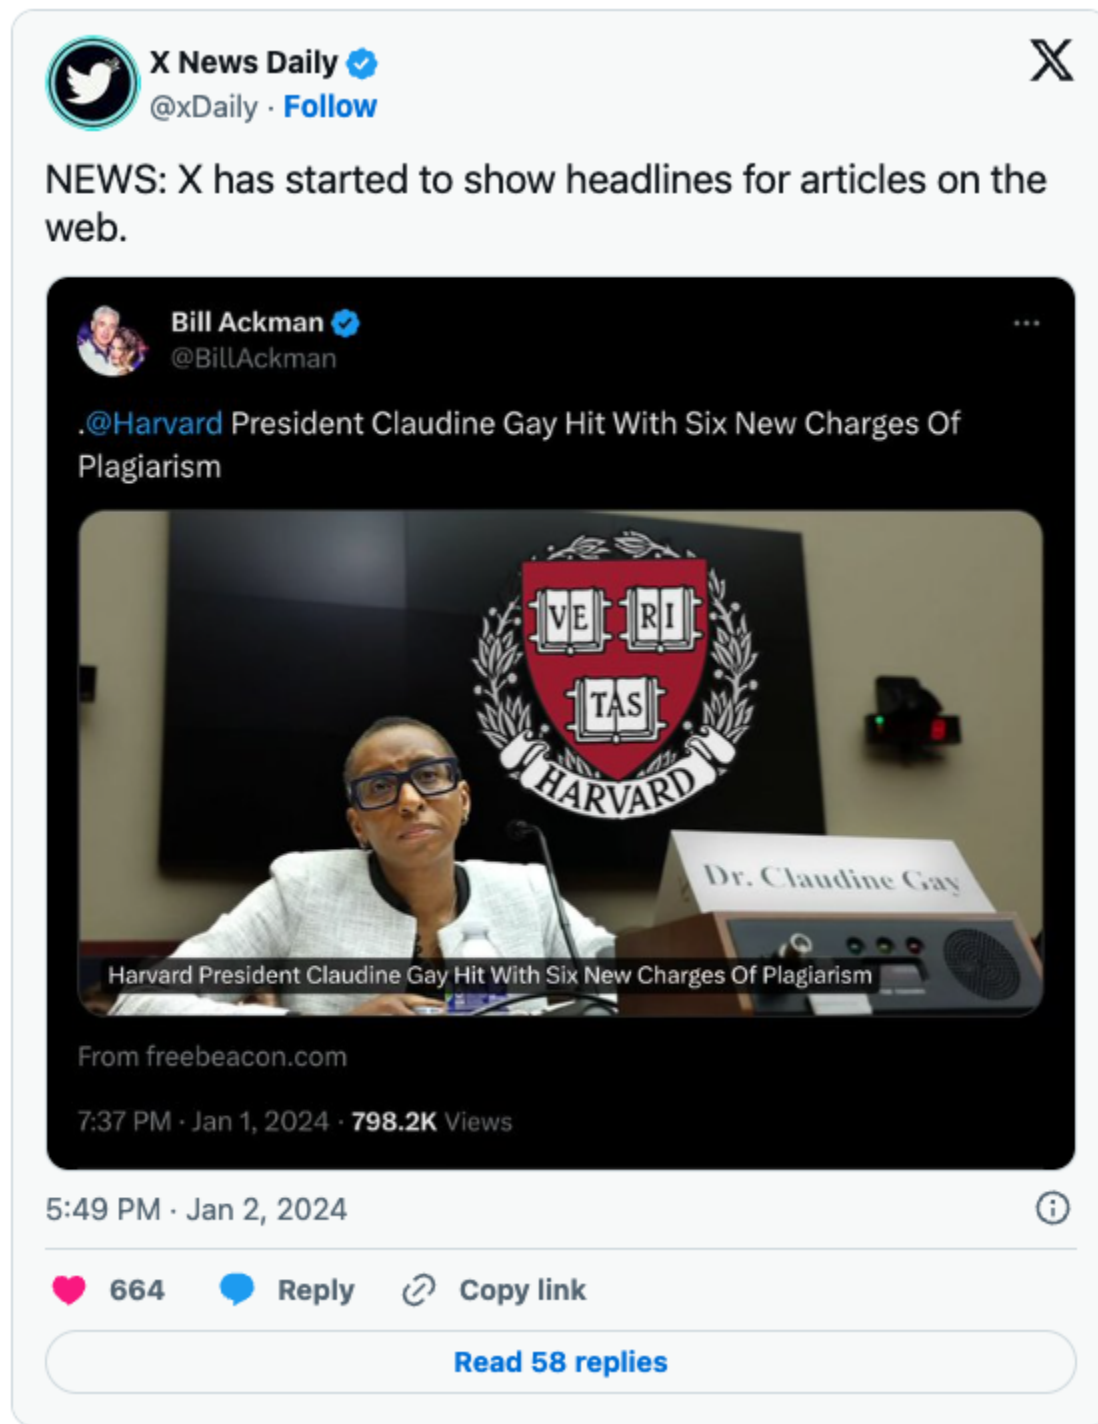 X News Daily
@xDaily · Follow
NEWS: X has started to show headlines for articles on the
web.
Bill Ackman
@BillAckman
.@Harvard President Claudine Gay Hit With Six New Charges Of
Plagiarism
VE RI
TAS
HARVARD
Dr. Claudine Gay
Harvard President Claudine Gay Hit With Six New Charges Of Plagiarism
From freebeacon.com
7:37 PM · Jan 1, 2024 · 798.2K Views
5:49 PM · Jan 2, 2024
664 Reply Copy link
Read 58 replies